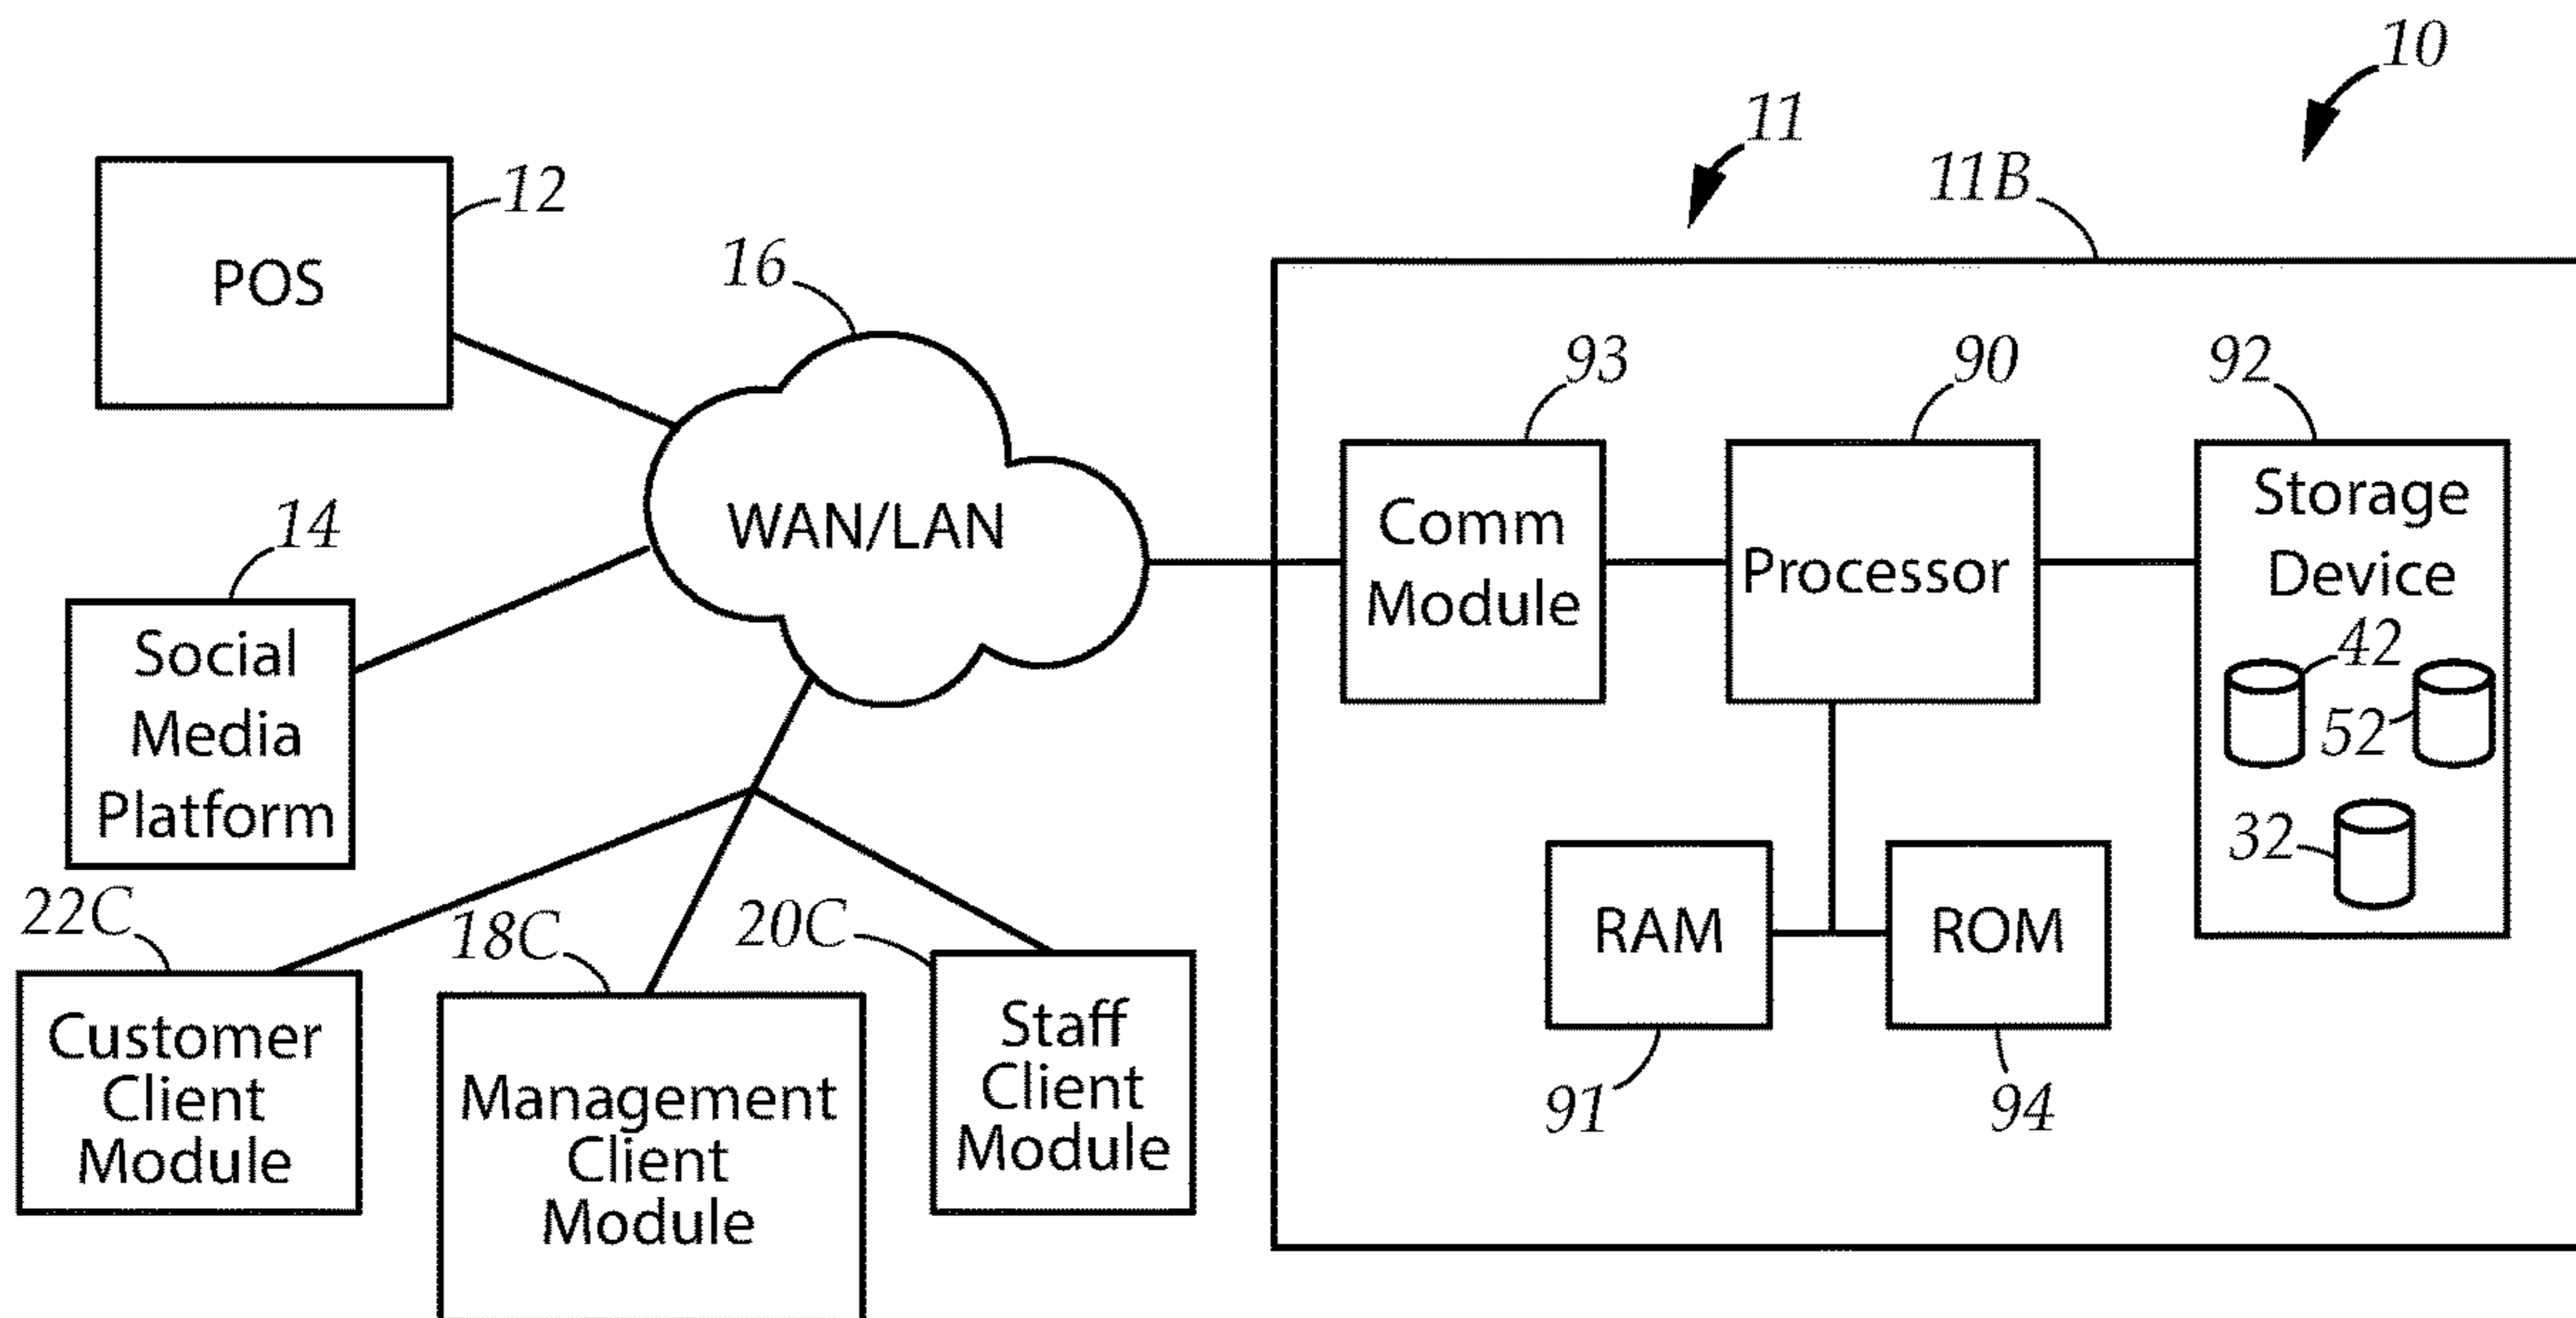 10
11
11B
12
POS
16
93
90
92
WAN/LAN
Comm
Module
Processor
Storage
Device
42
52
32
14
Social
Media
Platform
RAM
ROM
91
94
22C
18C
20C
Customer
Client
Module
Management
Client
Module
Staff
Client
Module